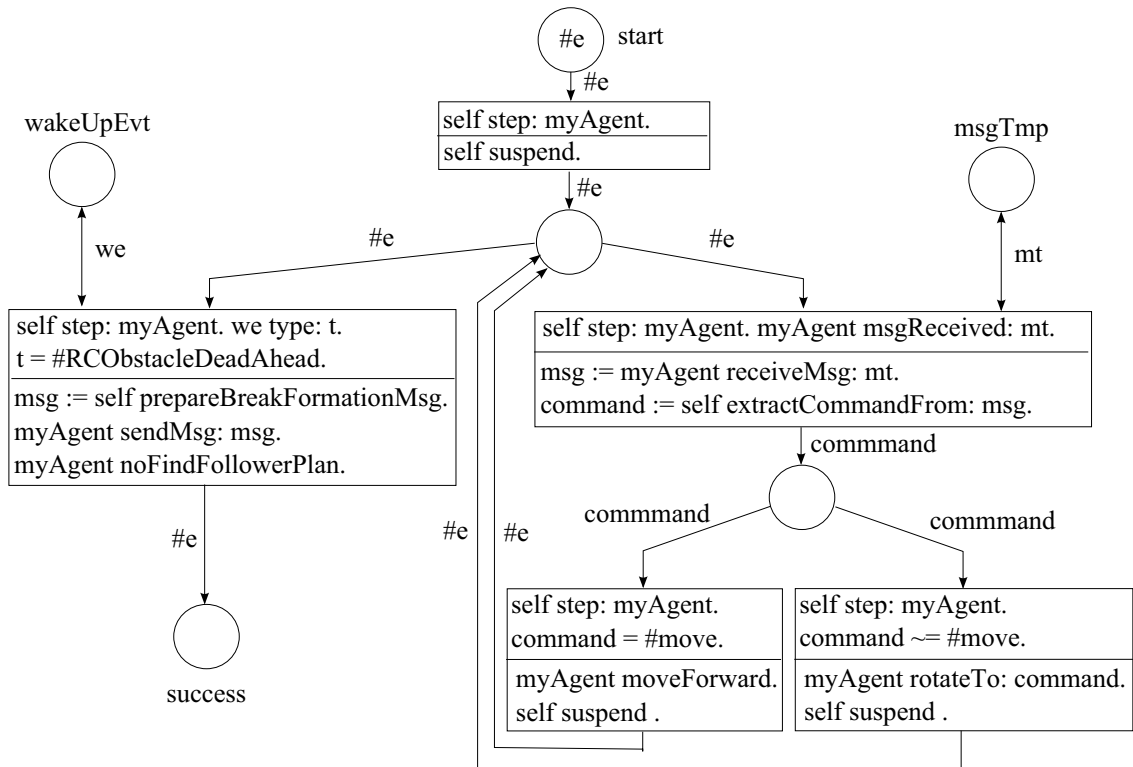 #e
start
#e
self step: myAgent.
self suspend.
wakeUpEvt
msgTmp
#e
#e
#e
we
mt
self step: myAgent. we type: t.
t = #RCObstacleDeadAhead.
msg := self prepareBreakFormationMsg.
myAgent sendMsg: msg.
myAgent noFindFollowerPlan.
self step: myAgent. myAgent msgReceived: mt.
msg := myAgent receiveMsg: mt.
command := self extractCommandFrom: msg.
commmand
commmand
commmand
#e
#e
#e
success
self step: myAgent.
command = #move.
myAgent moveForward.
self suspend .
self step: myAgent.
command ~= #move.
myAgent rotateTo: command.
self suspend .